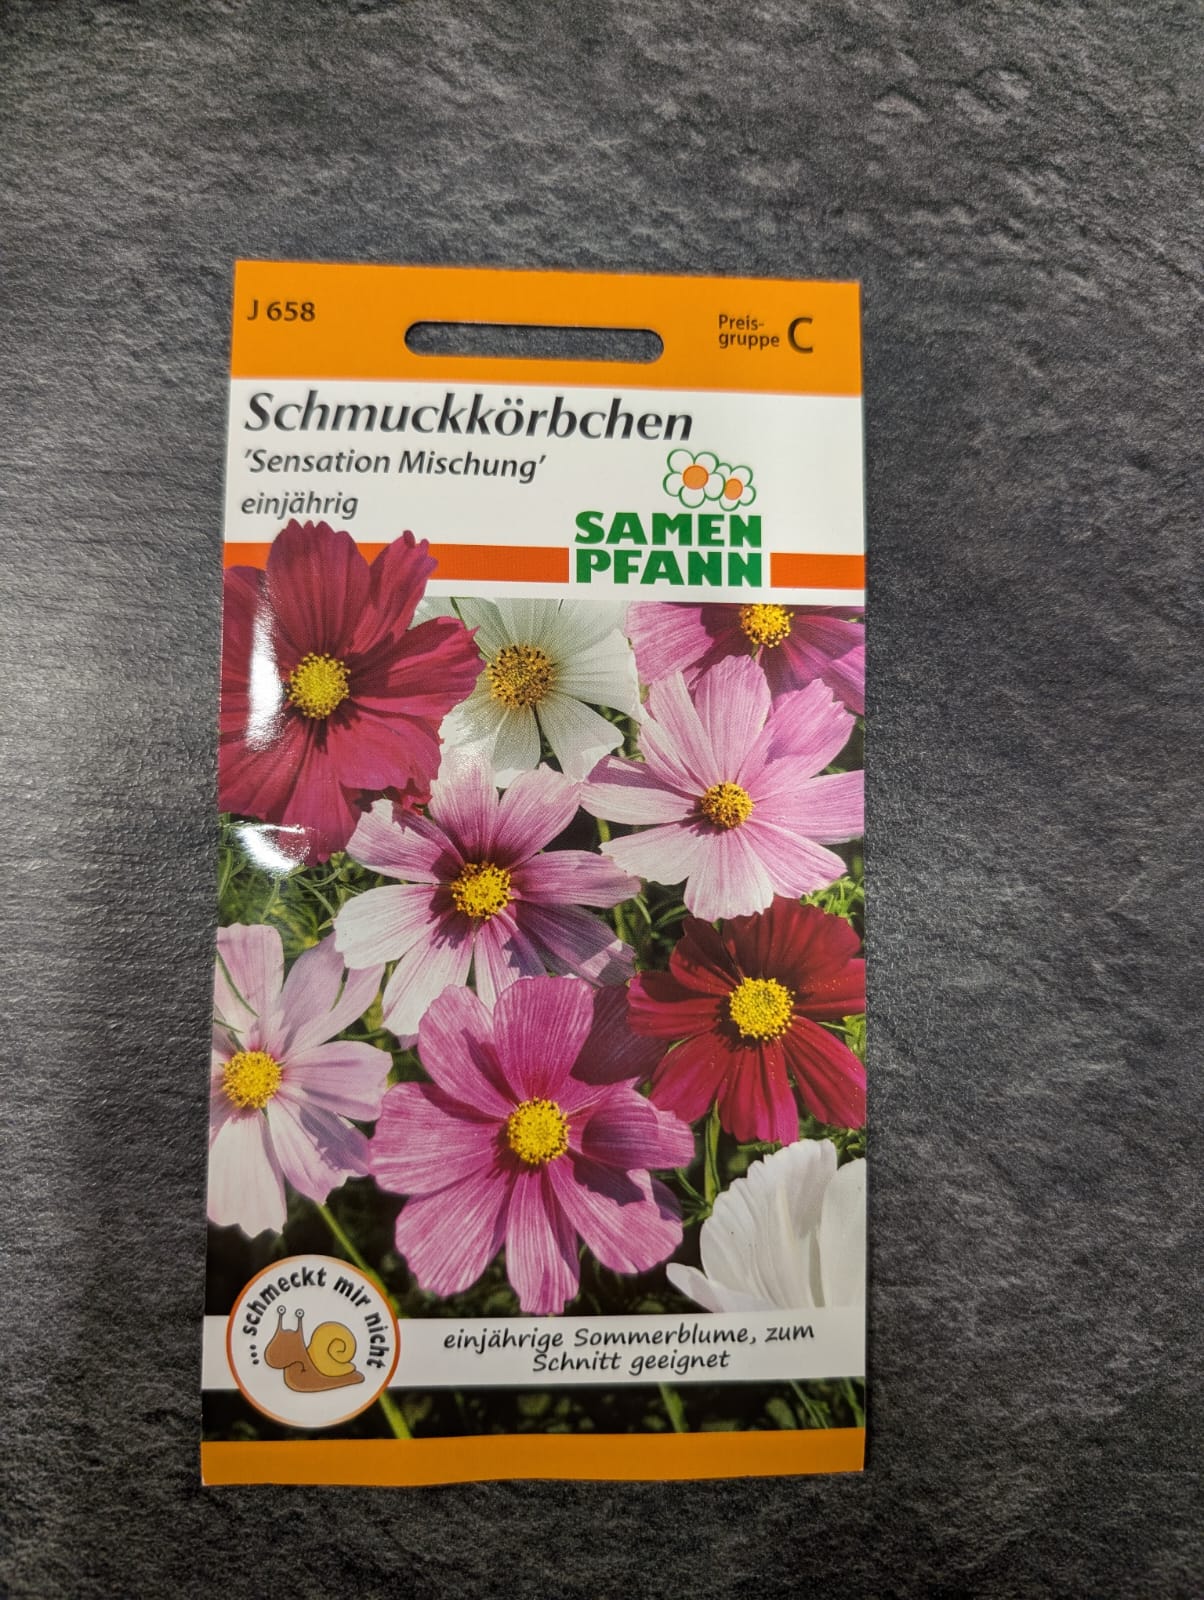 J 658
Preis-
gruppe C
Schmuckkörbchen
'Sensation Mischung'
einjährig
SAMEN
PFANN
... schmeckt mir nicht
einjährige Sommerblume, zum
Schnitt geeignet